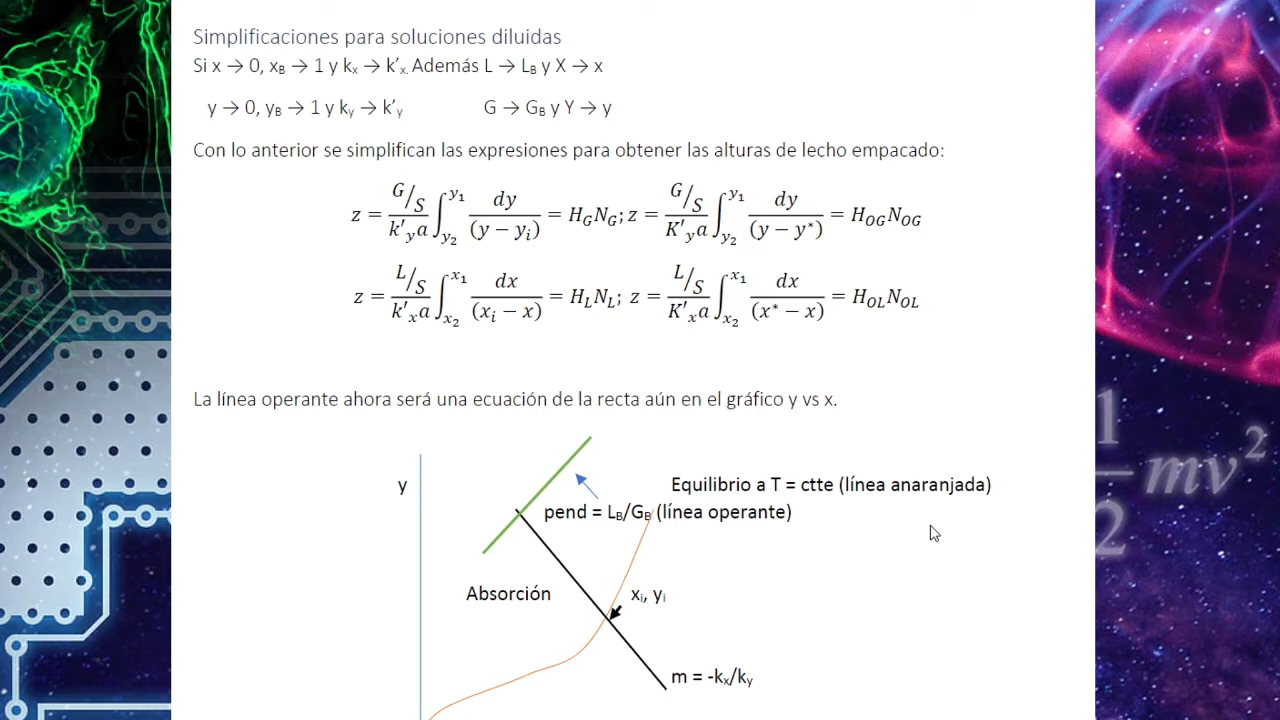 Simplificaciones para soluciones diluidas
Si x → 0, x_B → 1 y k_x → k'_x. Además L → L_B y X → x
y → 0, y_B → 1 y k_y → k'_y G → G_B y Y → y
Con lo anterior se simplifican las expresiones para obtener las alturas de lecho empacado:
z = (G/S)/(k'_y a) ∫_{y_2}^{y_1} dy/(y − y_i) = H_G N_G; z = (G/S)/(K'_y a) ∫_{y_2}^{y_1} dy/(y − y*) = H_OG N_OG
z = (L/S)/(k'_x a) ∫_{x_2}^{x_1} dx/(x_i − x) = H_L N_L; z = (L/S)/(K'_x a) ∫_{x_2}^{x_1} dx/(x* − x) = H_OL N_OL
La línea operante ahora será una ecuación de la recta aún en el gráfico y vs x.
y
Equilibrio a T = ctte (línea anaranjada)
pend = L_B/G_B (línea operante)
Absorción
x_i, y_i
m = -k_x/k_y
1/2 mv²